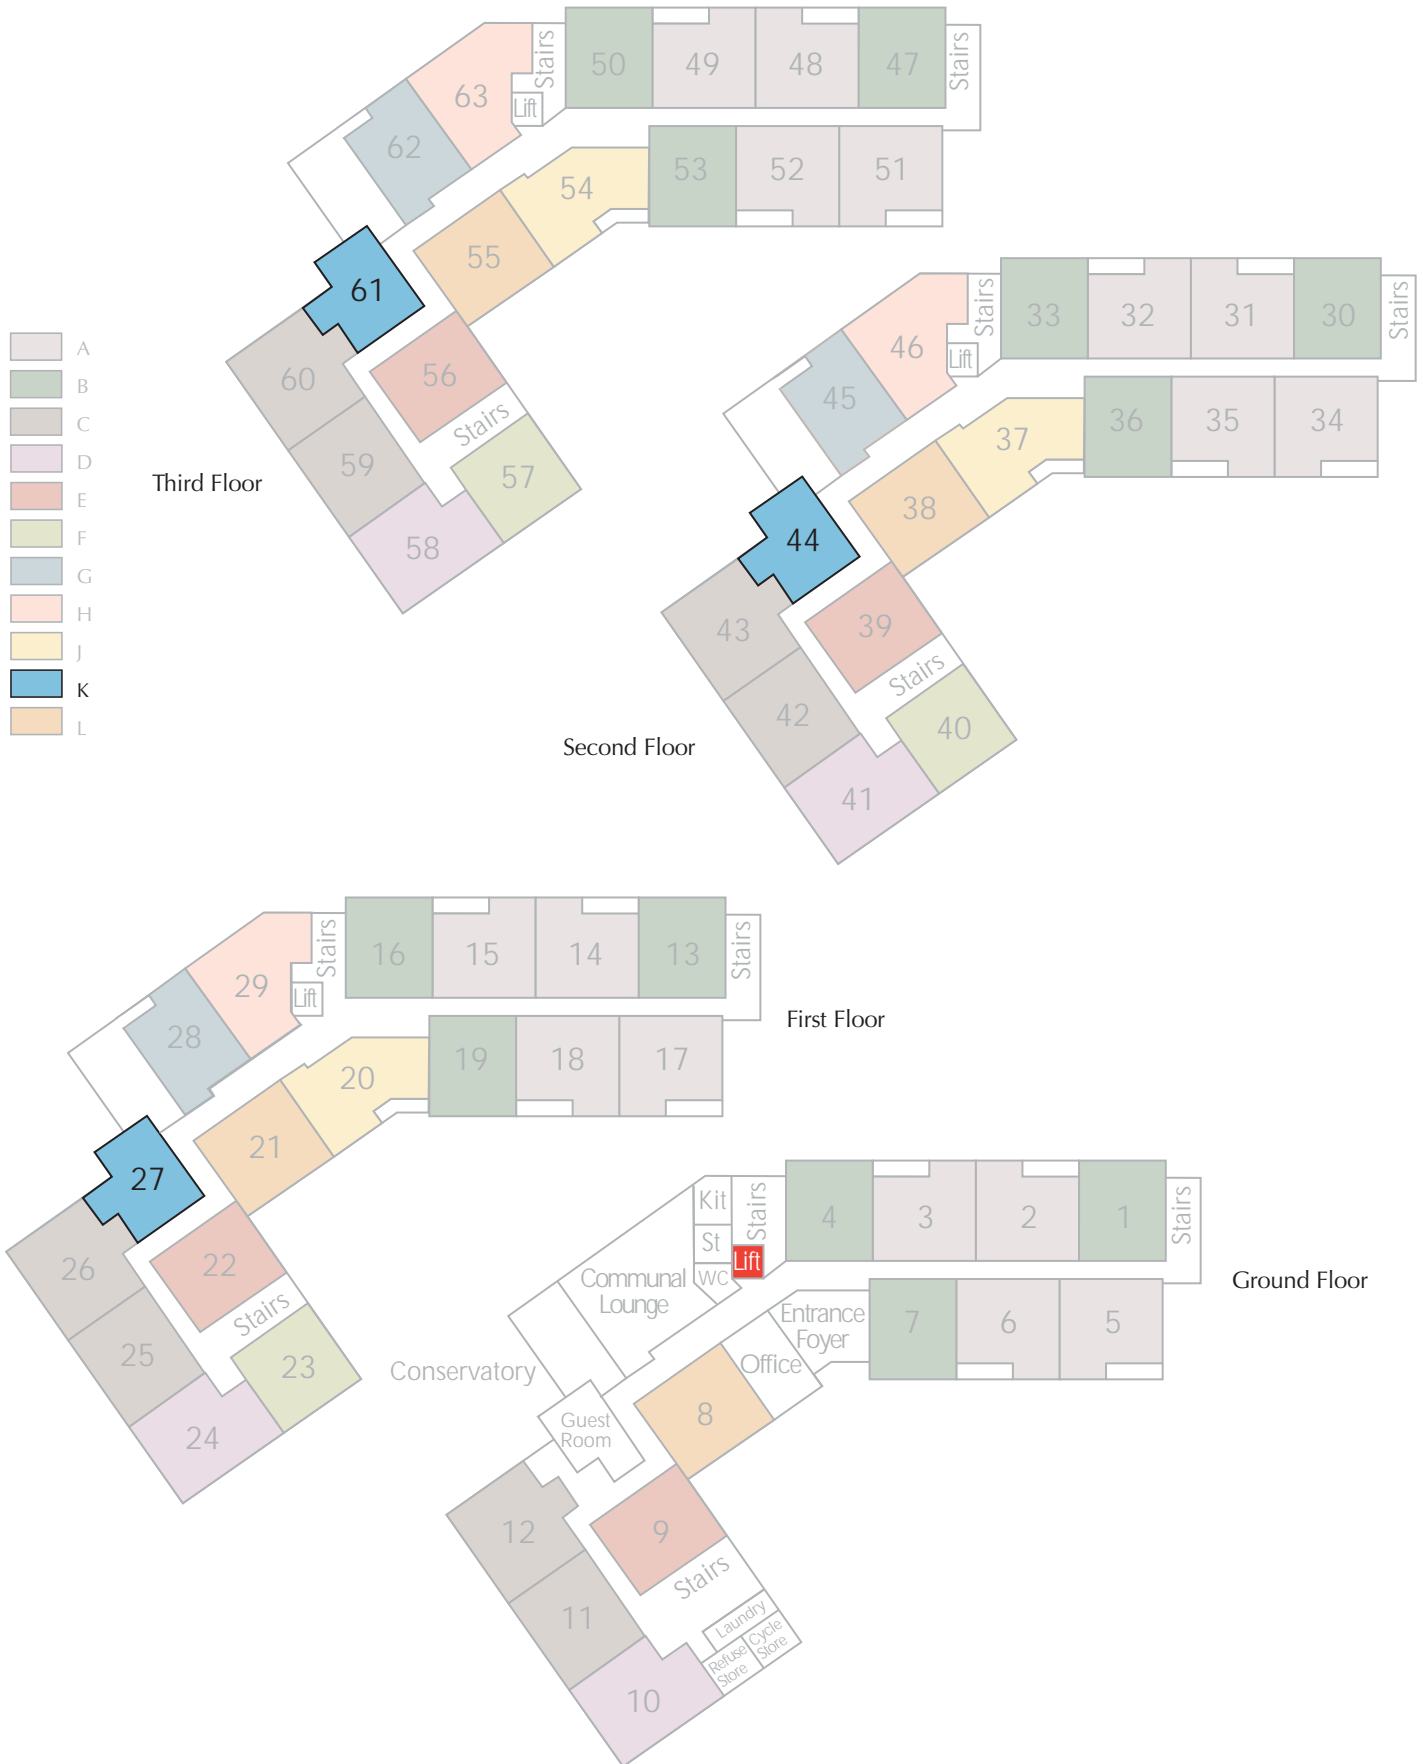 Stairs
50
49
48
47
Stairs
63
Lift
62
53
52
51
54
55
61
60
56
Stairs
59
57
58
Third Floor
A
B
C
D
E
F
G
H
J
K
L
Stairs
33
32
31
30
Stairs
46
Lift
45
36
35
34
37
38
44
43
39
Stairs
42
40
41
Second Floor
Stairs
16
15
14
13
Stairs
29
Lift
28
First Floor
19
18
17
20
21
27
26
22
Stairs
25
23
24
Kit
Stairs
4
3
2
1
Stairs
St
Lift
WC
Communal
Lounge
Ground Floor
Entrance
Foyer
7
6
5
Office
Conservatory
8
Guest
Room
12
9
Stairs
11
Laundry
Cycle
Store
Refuse
Store
10